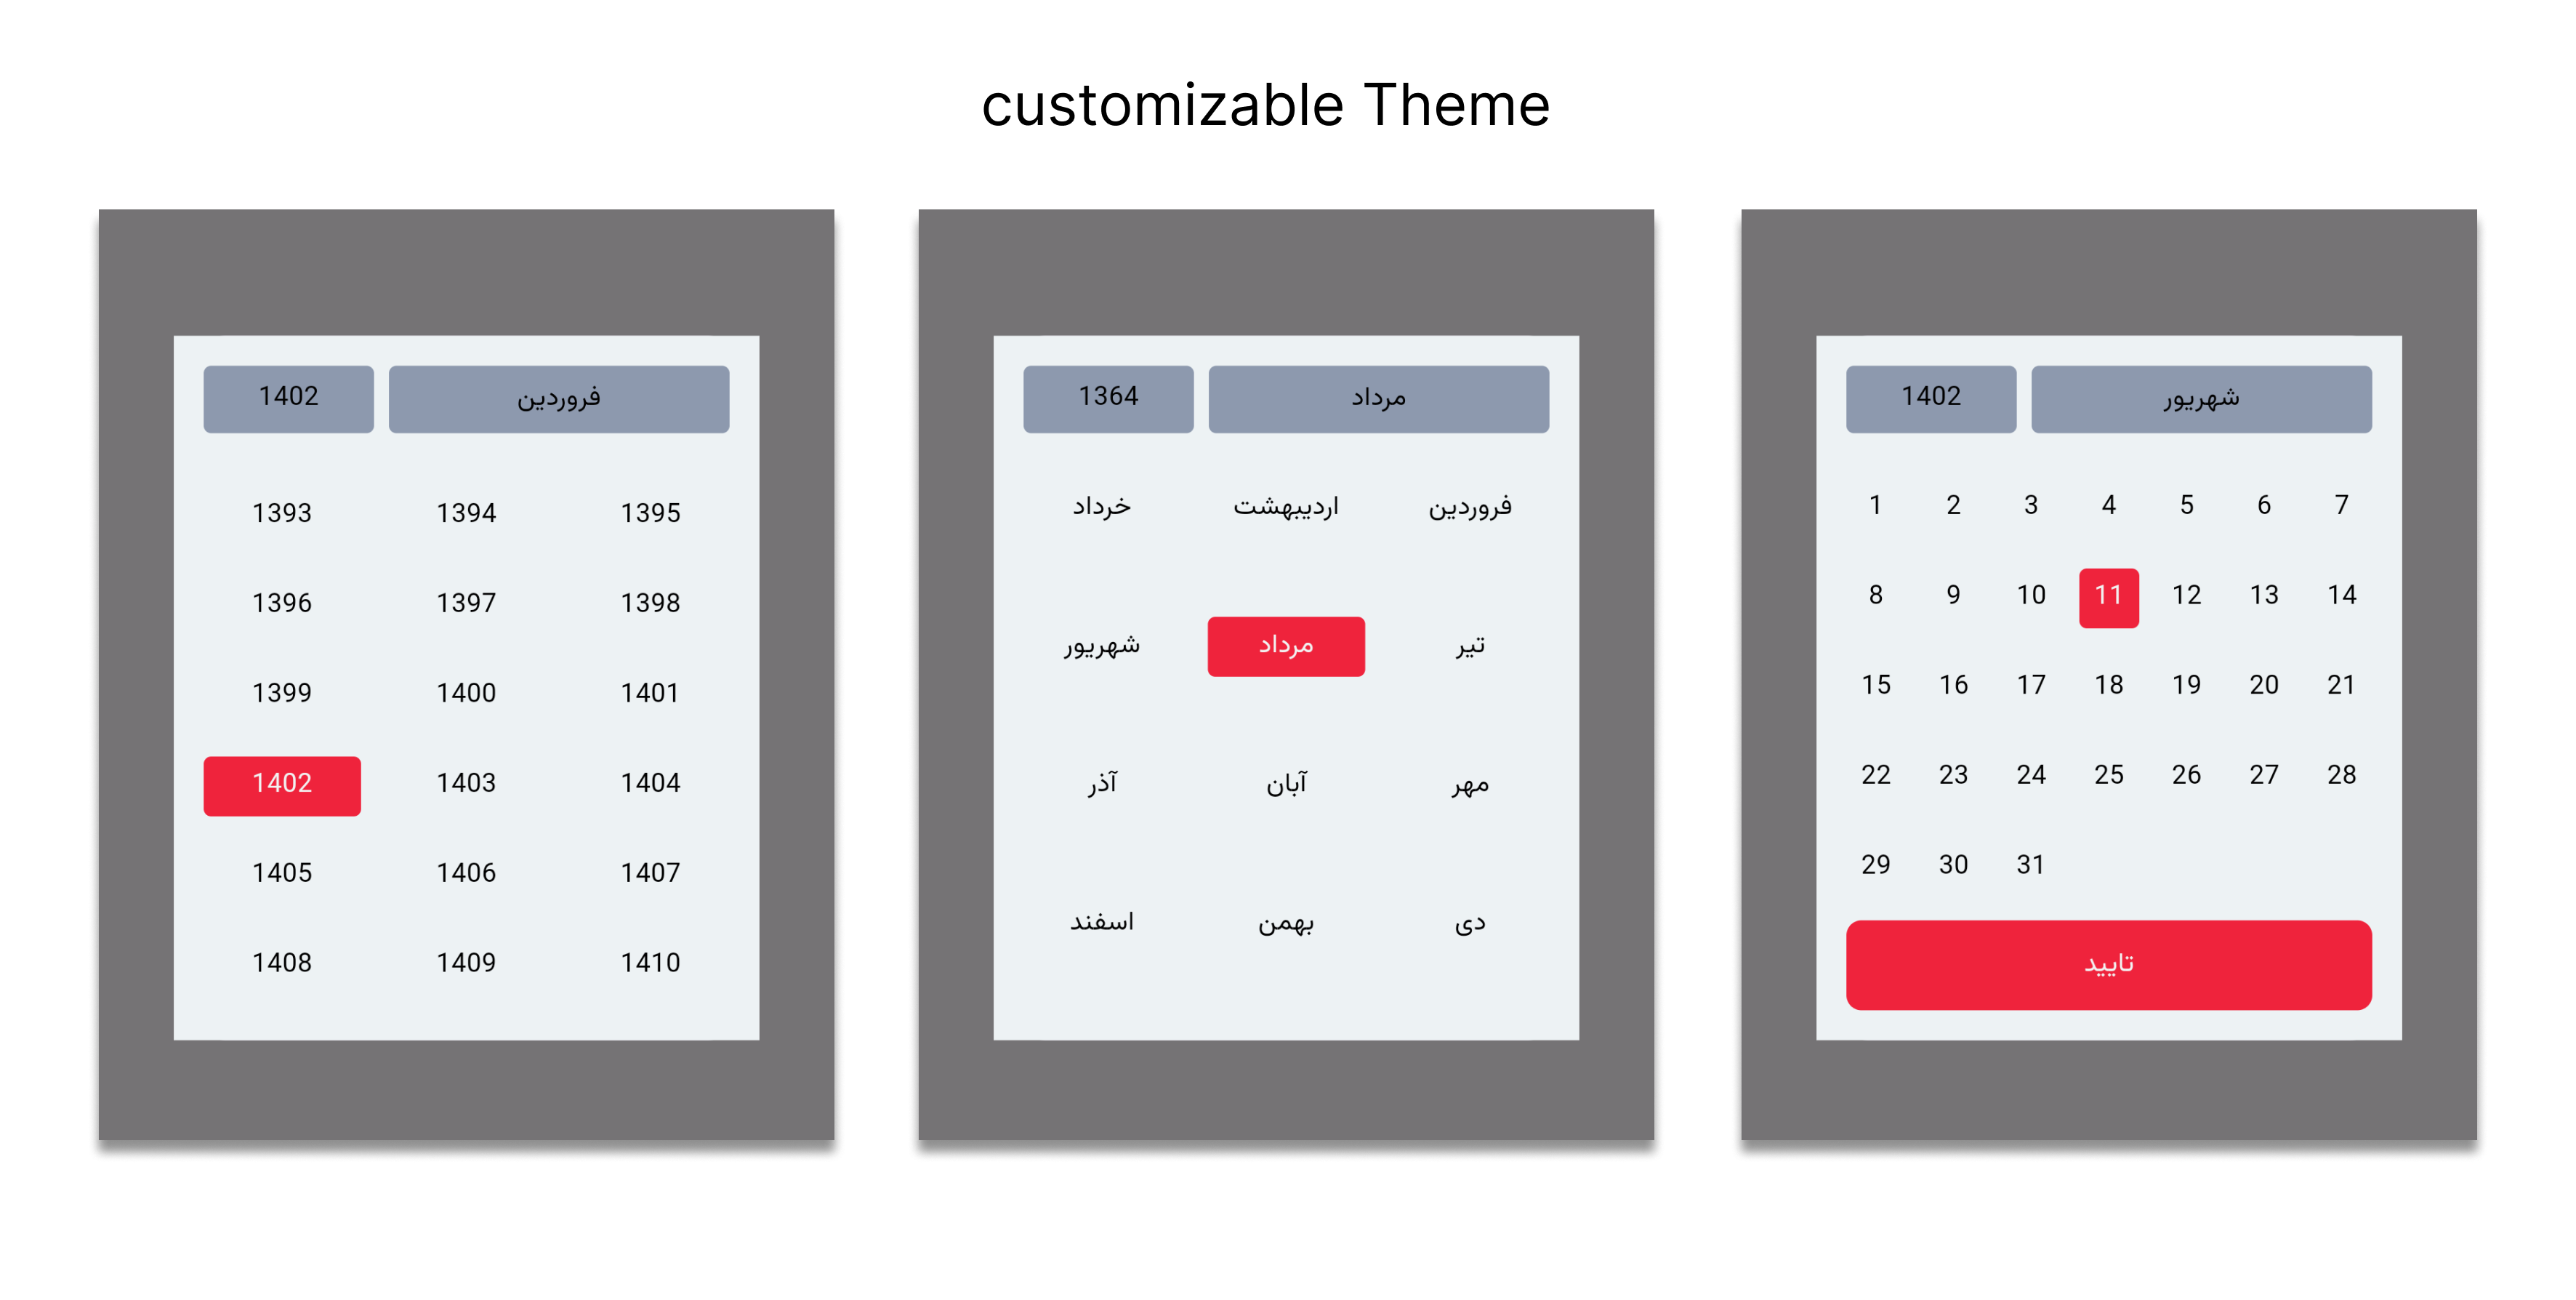 customizable Theme
1402 فروردین
1393 1394 1395
1396 1397 1398
1399 1400 1401
1402 1403 1404
1405 1406 1407
1408 1409 1410
1364 مرداد
فروردین اردیبهشت خرداد
تیر مرداد شهریور
مهر آبان آذر
دی بهمن اسفند
1402 شهریور
1 2 3 4 5 6 7
8 9 10 11 12 13 14
15 16 17 18 19 20 21
22 23 24 25 26 27 28
29 30 31
تایید